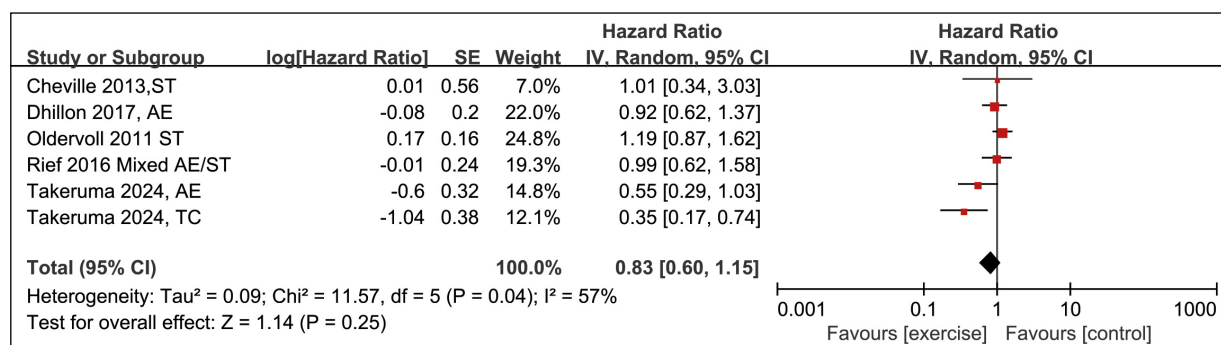 Hazard Ratio Hazard Ratio
Study or Subgroup log[Hazard Ratio] SE Weight IV, Random, 95% CI IV, Random, 95% CI
Cheville 2013,ST 0.01 0.56 7.0% 1.01 [0.34, 3.03]
Dhillon 2017, AE -0.08 0.2 22.0% 0.92 [0.62, 1.37]
Oldervoll 2011 ST 0.17 0.16 24.8% 1.19 [0.87, 1.62]
Rief 2016 Mixed AE/ST -0.01 0.24 19.3% 0.99 [0.62, 1.58]
Takeruma 2024, AE -0.6 0.32 14.8% 0.55 [0.29, 1.03]
Takeruma 2024, TC -1.04 0.38 12.1% 0.35 [0.17, 0.74]
Total (95% CI) 100.0% 0.83 [0.60, 1.15]
Heterogeneity: Tau² = 0.09; Chi² = 11.57, df = 5 (P = 0.04); I² = 57%
Test for overall effect: Z = 1.14 (P = 0.25)
0.001 0.1 1 10 1000
Favours [exercise] Favours [control]